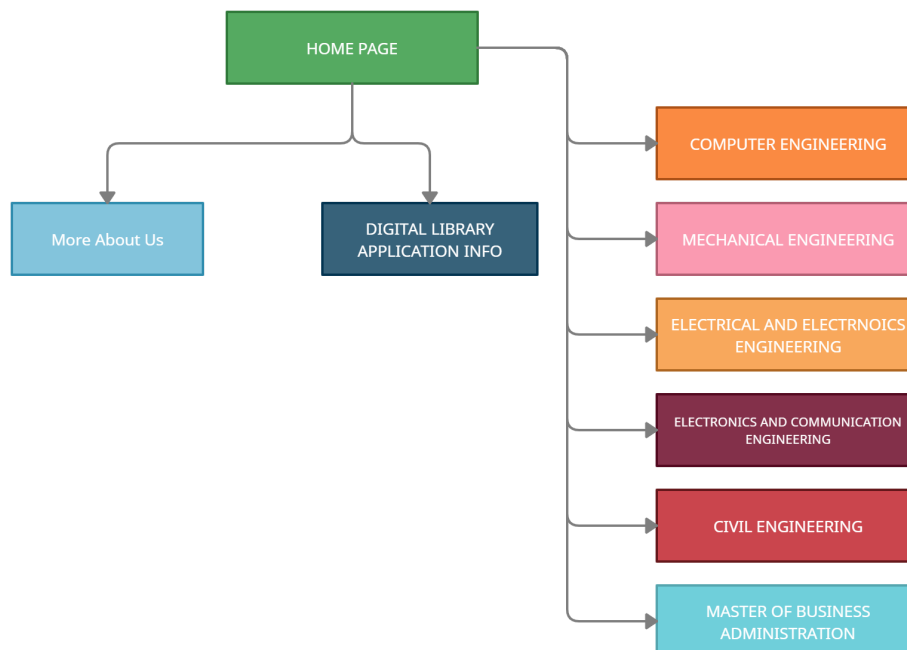 HOME PAGE
COMPUTER ENGINEERING
More About Us
DIGITAL LIBRARY
APPLICATION INFO
MECHANICAL ENGINEERING
ELECTRICAL AND ELECTRNOICS
ENGINEERING
ELECTRONICS AND COMMUNICATION
ENGINEERING
CIVIL ENGINEERING
MASTER OF BUSINESS
ADMINISTRATION